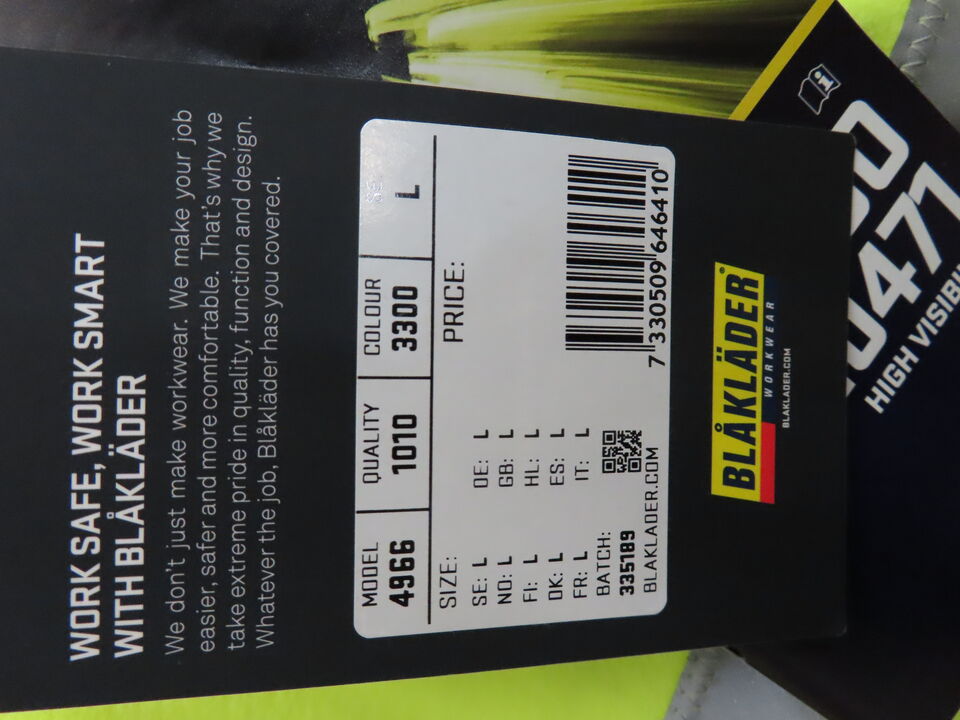 WORK SAFE, WORK SMART
WITH BLÅKLÄDER
We don't just make workwear. We make your job
easier, safer and more comfortable. That's why we
take extreme pride in quality, function and design.
Whatever the job, Blåkläder has you covered.
MODEL QUALITY COLOUR
4966 1010 3300 L
SIZE: PRICE:
SE: L DE: L
NO: L GB: L
FI: L HL: L
DK: L ES: L
FR: L IT: L
BATCH:
335189
BLAKLADER.COM
7 330509 646410
BLÅKLÄDER®
WORKWEAR
BLAKLADER.COM
0471
HIGH VISIBI